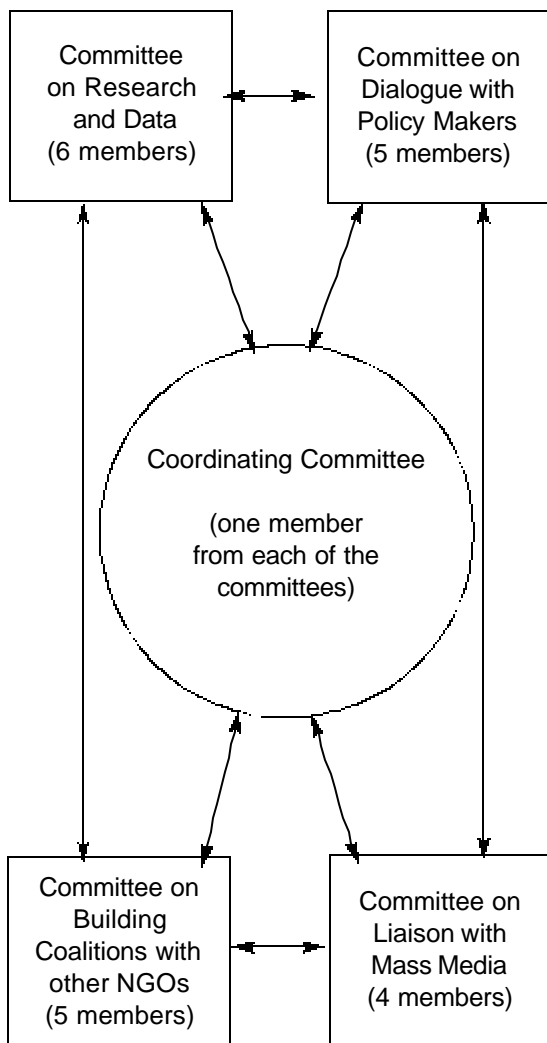 Committee
on Research
and Data
(6 members)
Committee on
Dialogue with
Policy Makers
(5 members)
Coordinating Committee
(one member
from each of the
committees)
Committee on
Building
Coalitions with
other NGOs
(5 members)
Committee on
Liaison with
Mass Media
(4 members)